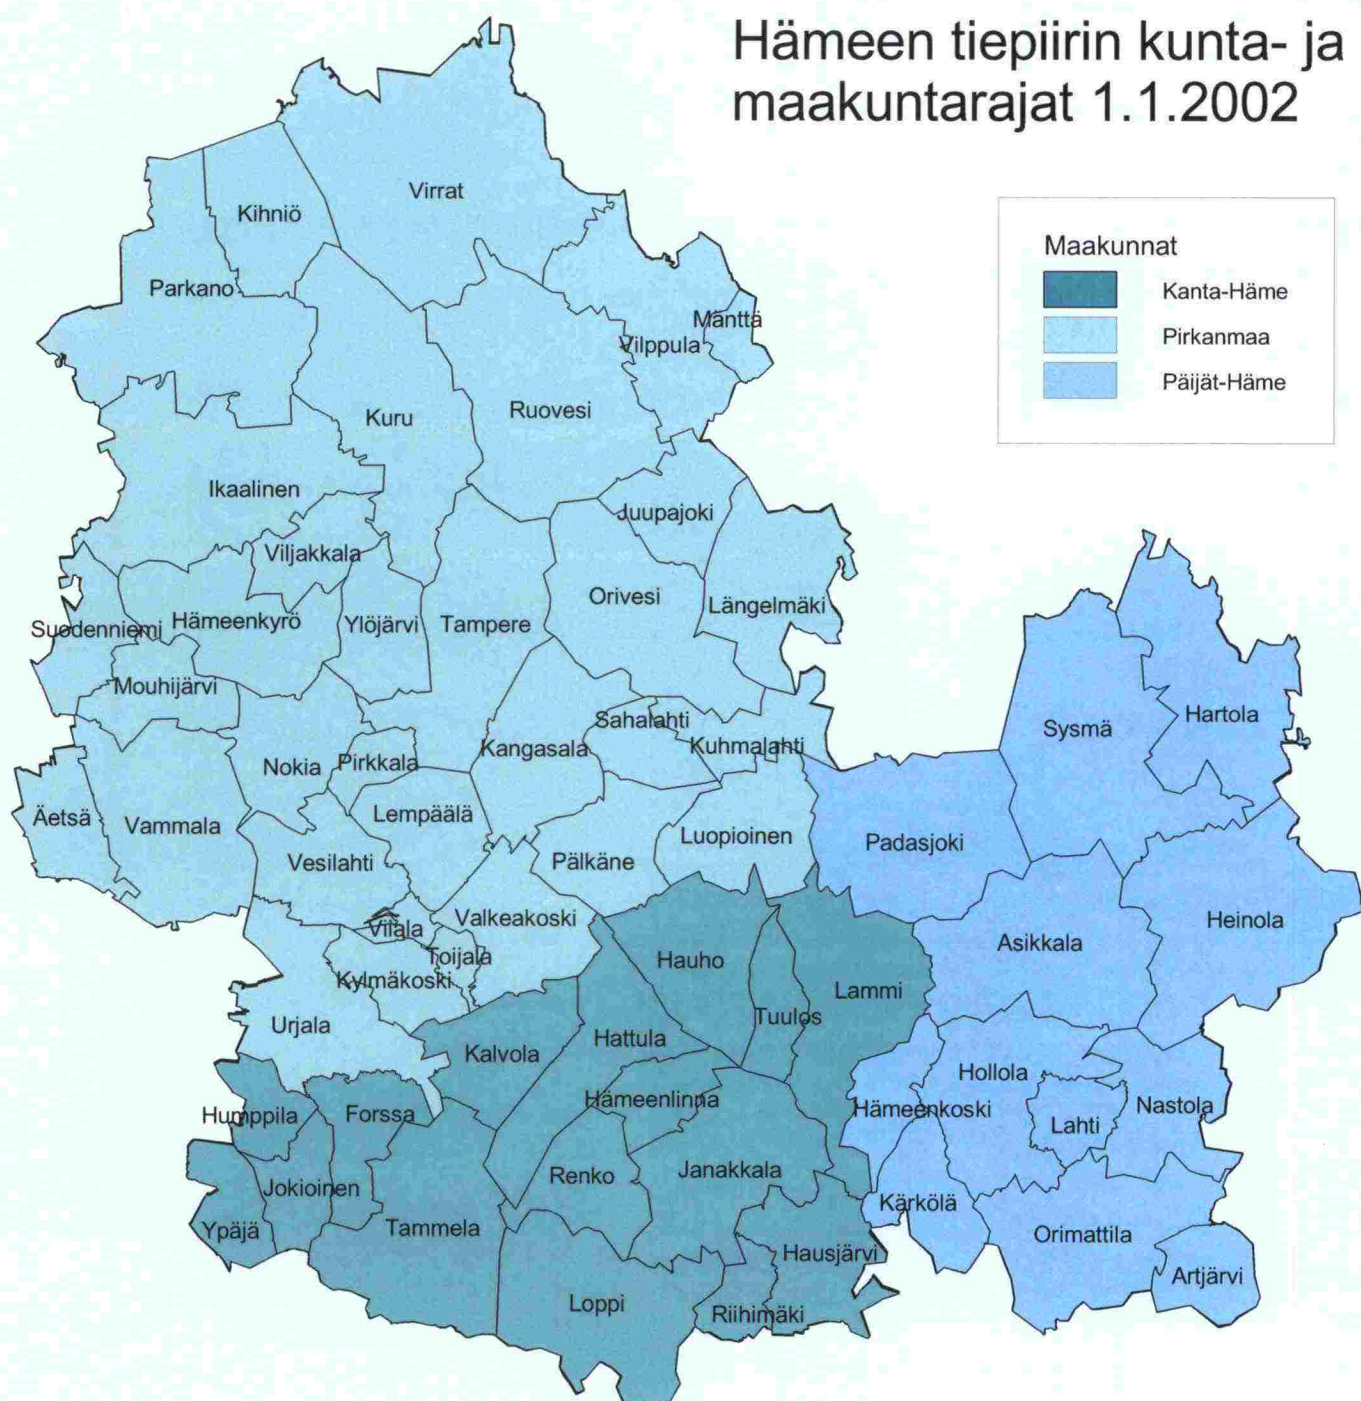 Hämeen tiepiirin kunta- ja
maakuntarajat 1.1.2002
Maakunnat
Kanta-Häme
Pirkanmaa
Päijät-Häme
Virrat
Kihniö
Parkano
Mänttä
Vilppula
Ruovesi
Kuru
Ikaalinen
Juupajoki
Viljakkala
Orivesi
Längelmäki
Suodenniemi
Hämeenkyrö
Ylöjärvi
Tampere
Mouhijärvi
Sahalahti
Kuhmalahti
Kangasala
Nokia
Pirkkala
Sysmä
Hartola
Äetsä
Vammala
Lempäälä
Luopioinen
Padasjoki
Vesilahti
Pälkäne
Valkeakoski
Heinola
Viiala
Toijala
Hauho
Asikkala
Kylmäkoski
Lammi
Urjala
Tuulos
Hattula
Kalvola
Hollola
Hämeenlinna
Hämeenkoski
Nastola
Humppila
Forssa
Lahti
Renko
Janakkala
Jokioinen
Kärkölä
Ypäjä
Tammela
Orimattila
Hausjärvi
Artjärvi
Loppi
Riihimäki